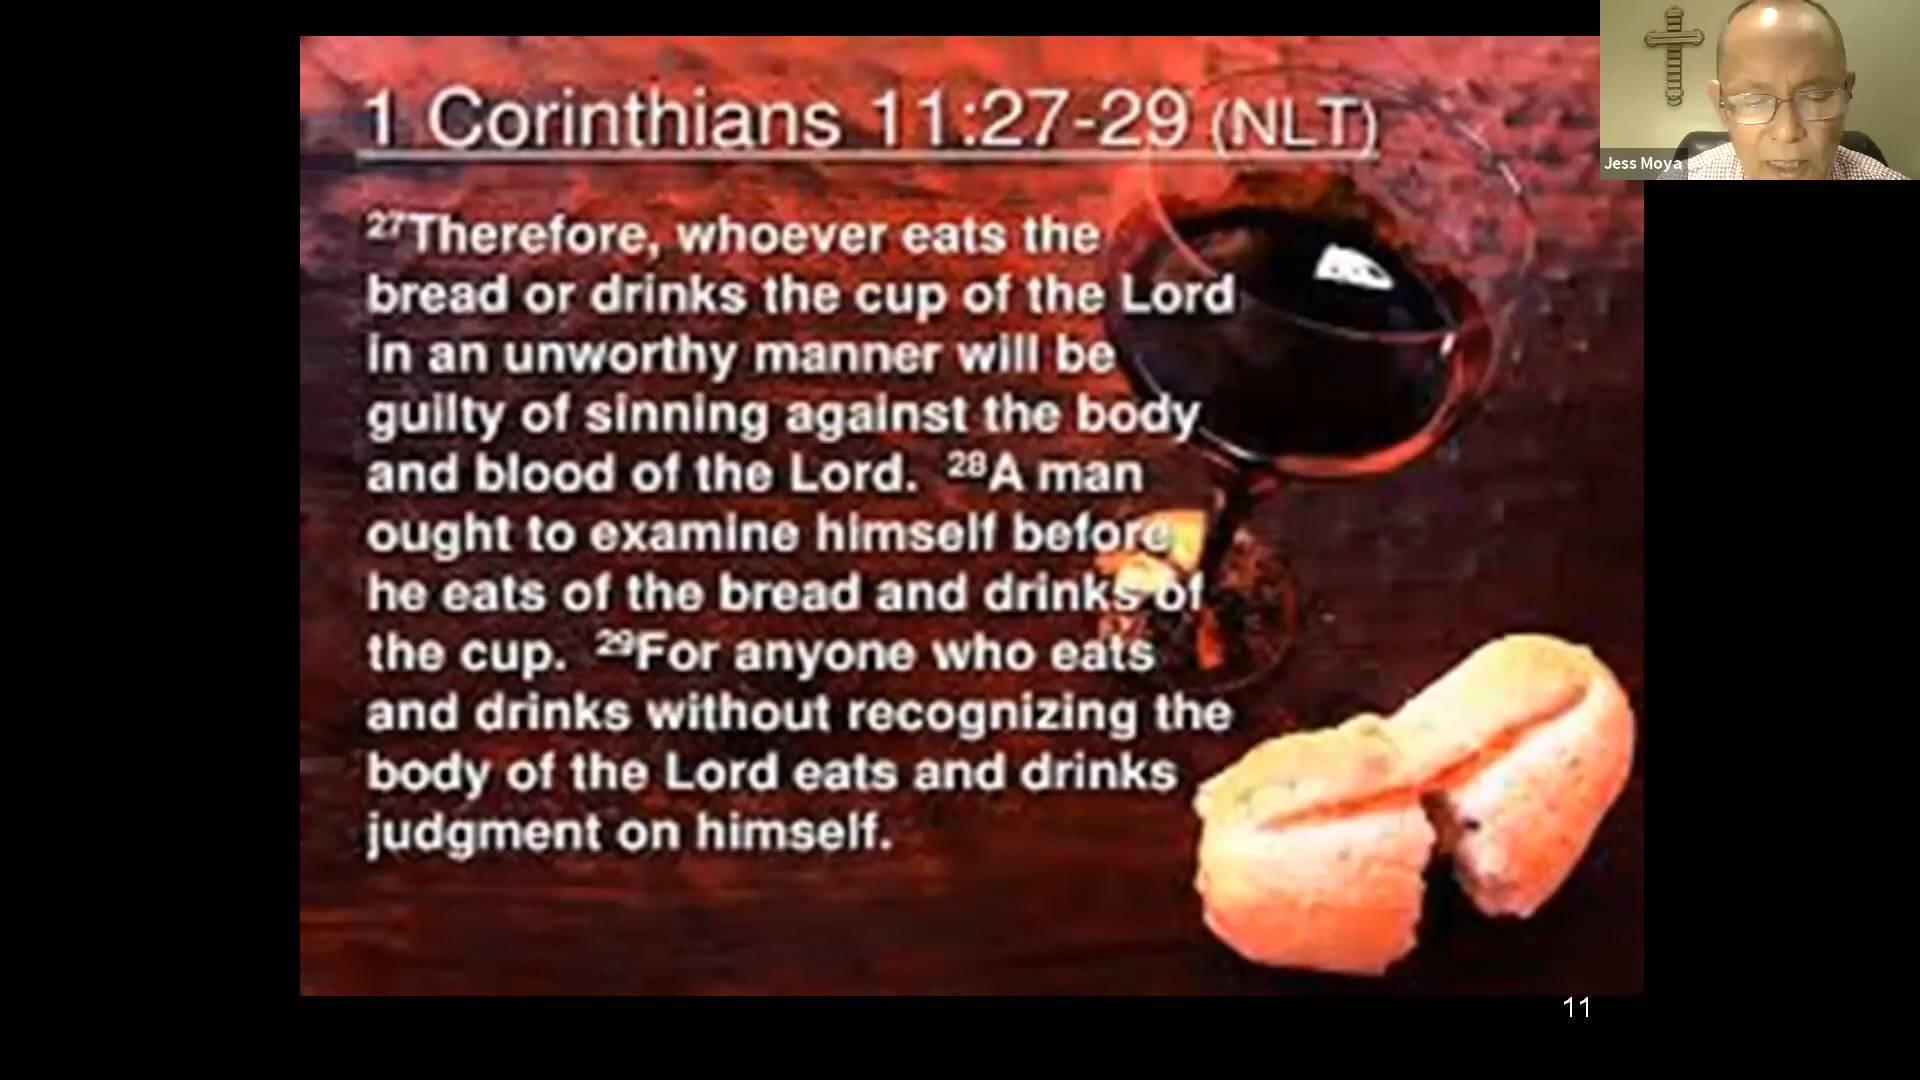 1 Corinthians 11:27-29 (NLT)
27Therefore, whoever eats the
bread or drinks the cup of the Lord
in an unworthy manner will be
guilty of sinning against the body
and blood of the Lord. 28A man
ought to examine himself before
he eats of the bread and drinks of
the cup. 29For anyone who eats
and drinks without recognizing the
body of the Lord eats and drinks
judgment on himself.
Jess Moya
11